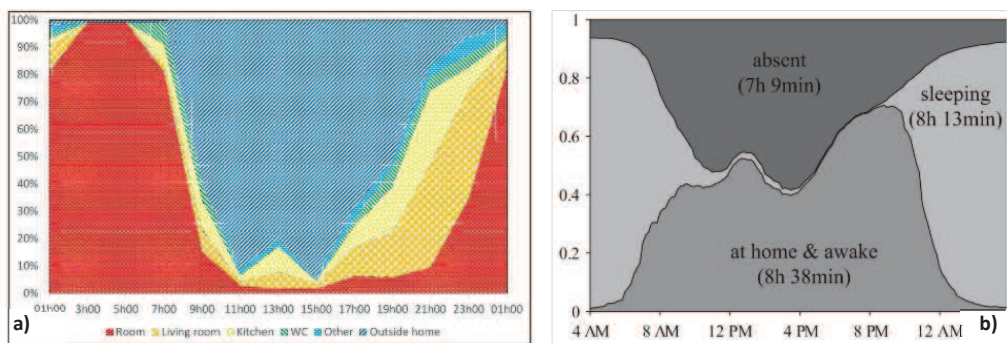 100%
90%
80%
70%
60%
50%
40%
30%
20%
10%
0%
01h00 3h00 5h00 7h00 9h00 11h00 13h00 15h00 17h00 19h00 21h00 23h00 01h00
a)
Room Living room Kitchen WC Other Outside home
1
0.8
0.6
0.4
0.2
0
absent
(7h 9min)
sleeping
(8h 13min)
at home & awake
(8h 38min)
4 AM 8 AM 12 PM 4 PM 8 PM 12 AM
b)